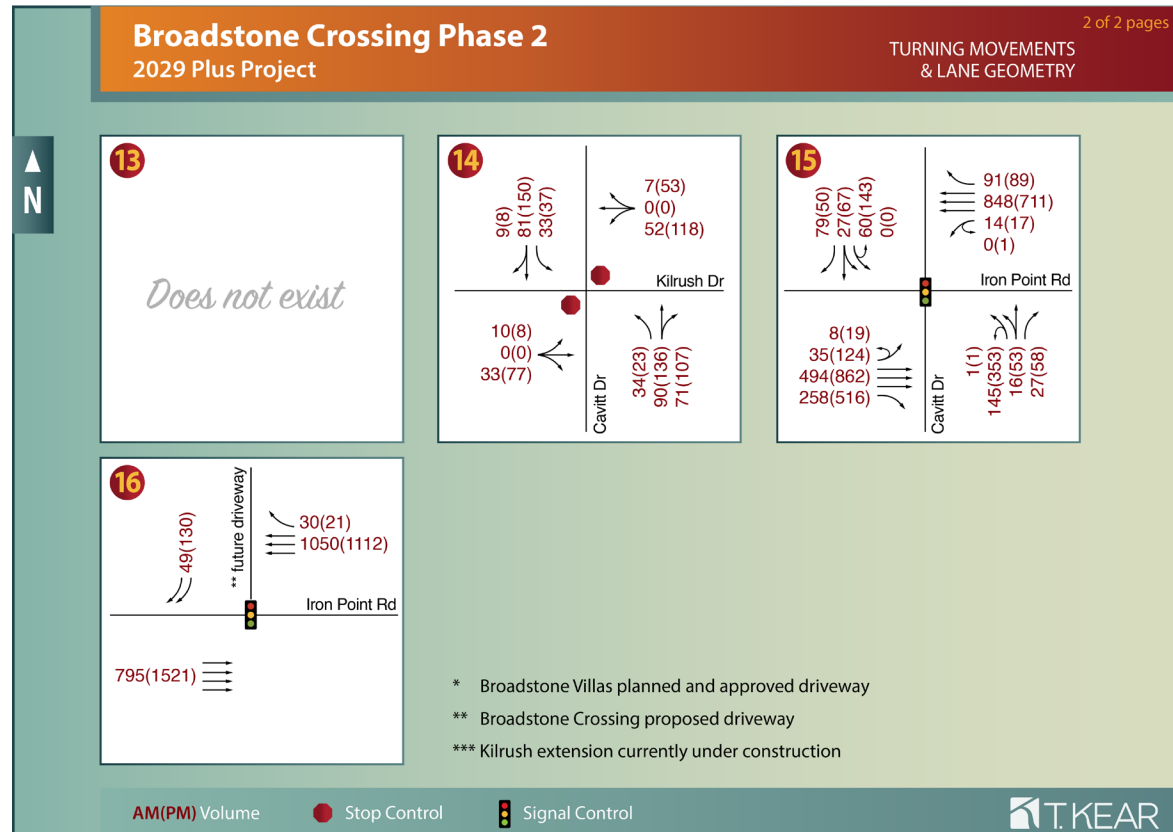 2 of 2 pages
Broadstone Crossing Phase 2
2029 Plus Project
TURNING MOVEMENTS
& LANE GEOMETRY
N
13
Does not exist
14
9(8)
81(150)
33(37)
7(53)
0(0)
52(118)
Kilrush Dr
10(8)
0(0)
33(77)
Cavitt Dr
34(23)
90(136)
71(107)
15
79(50)
27(67)
60(143)
0(0)
91(89)
848(711)
14(17)
0(1)
Iron Point Rd
8(19)
35(124)
494(862)
258(516)
Cavitt Dr
1(1)
145(353)
16(53)
27(58)
16
49(130)
** future driveway
30(21)
1050(1112)
Iron Point Rd
795(1521)
* Broadstone Villas planned and approved driveway
** Broadstone Crossing proposed driveway
*** Kilrush extension currently under construction
AM(PM) Volume
Stop Control
Signal Control
T. KEAR